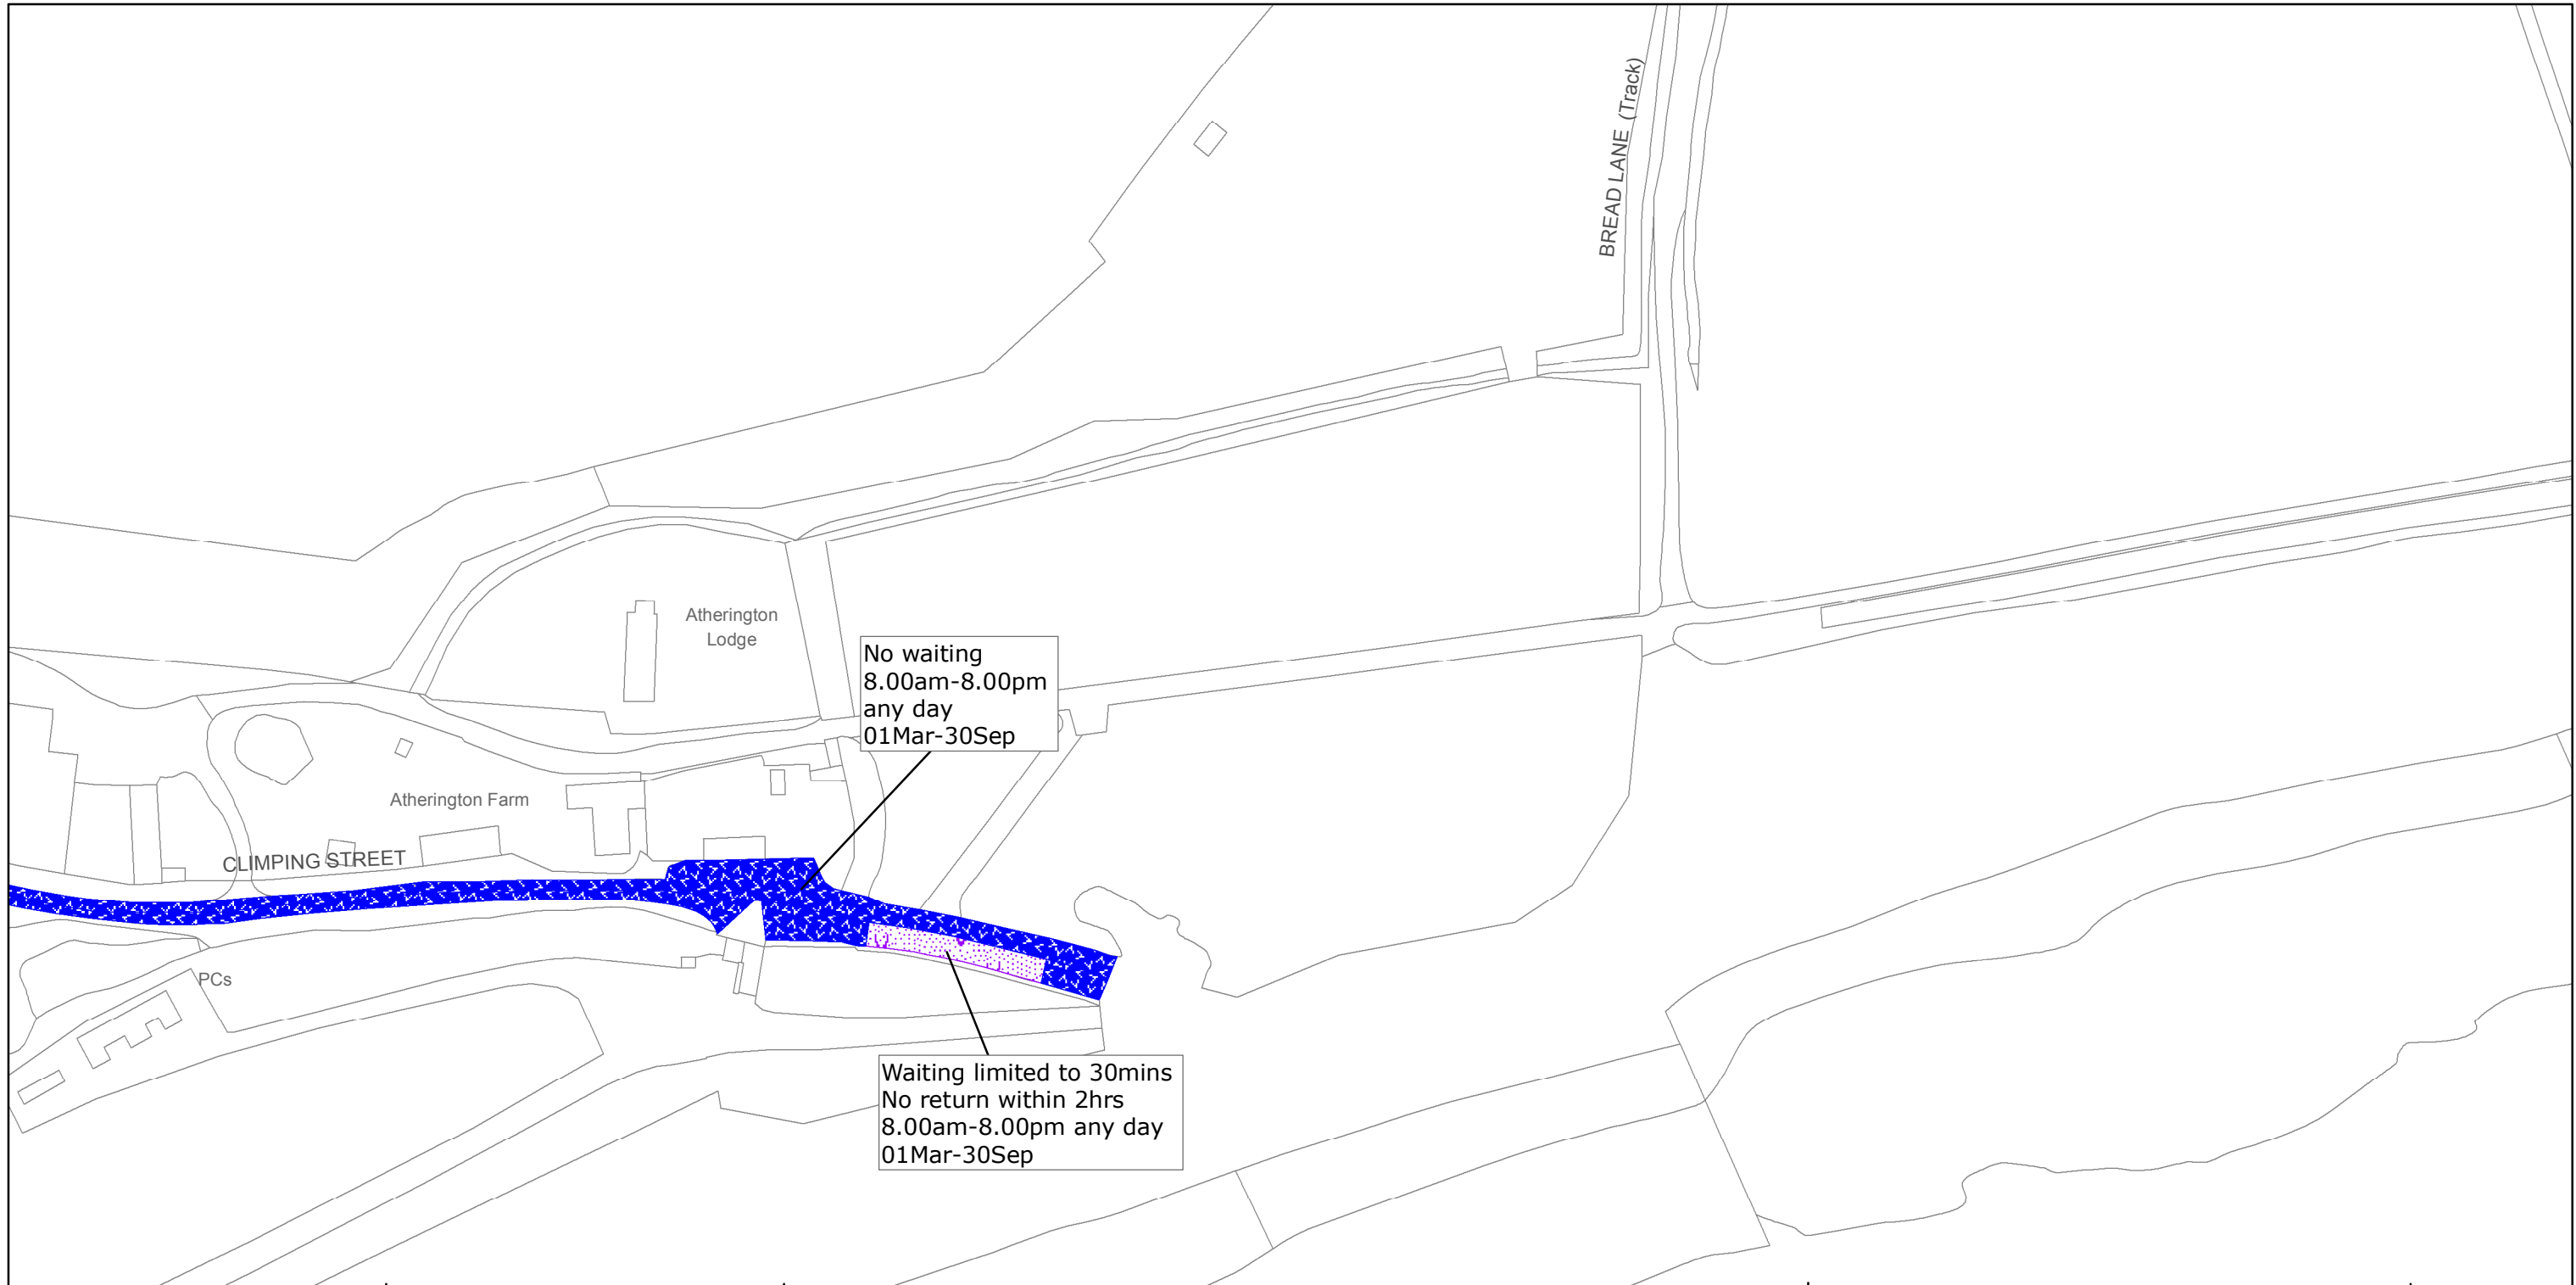 BREAD LANE (Track)
Atherington
Lodge
No waiting
8.00am-8.00pm
any day
01Mar-30Sep
Atherington Farm
CLIMPING STREET
PCs
Waiting limited to 30mins
No return within 2hrs
8.00am-8.00pm any day
01Mar-30Sep